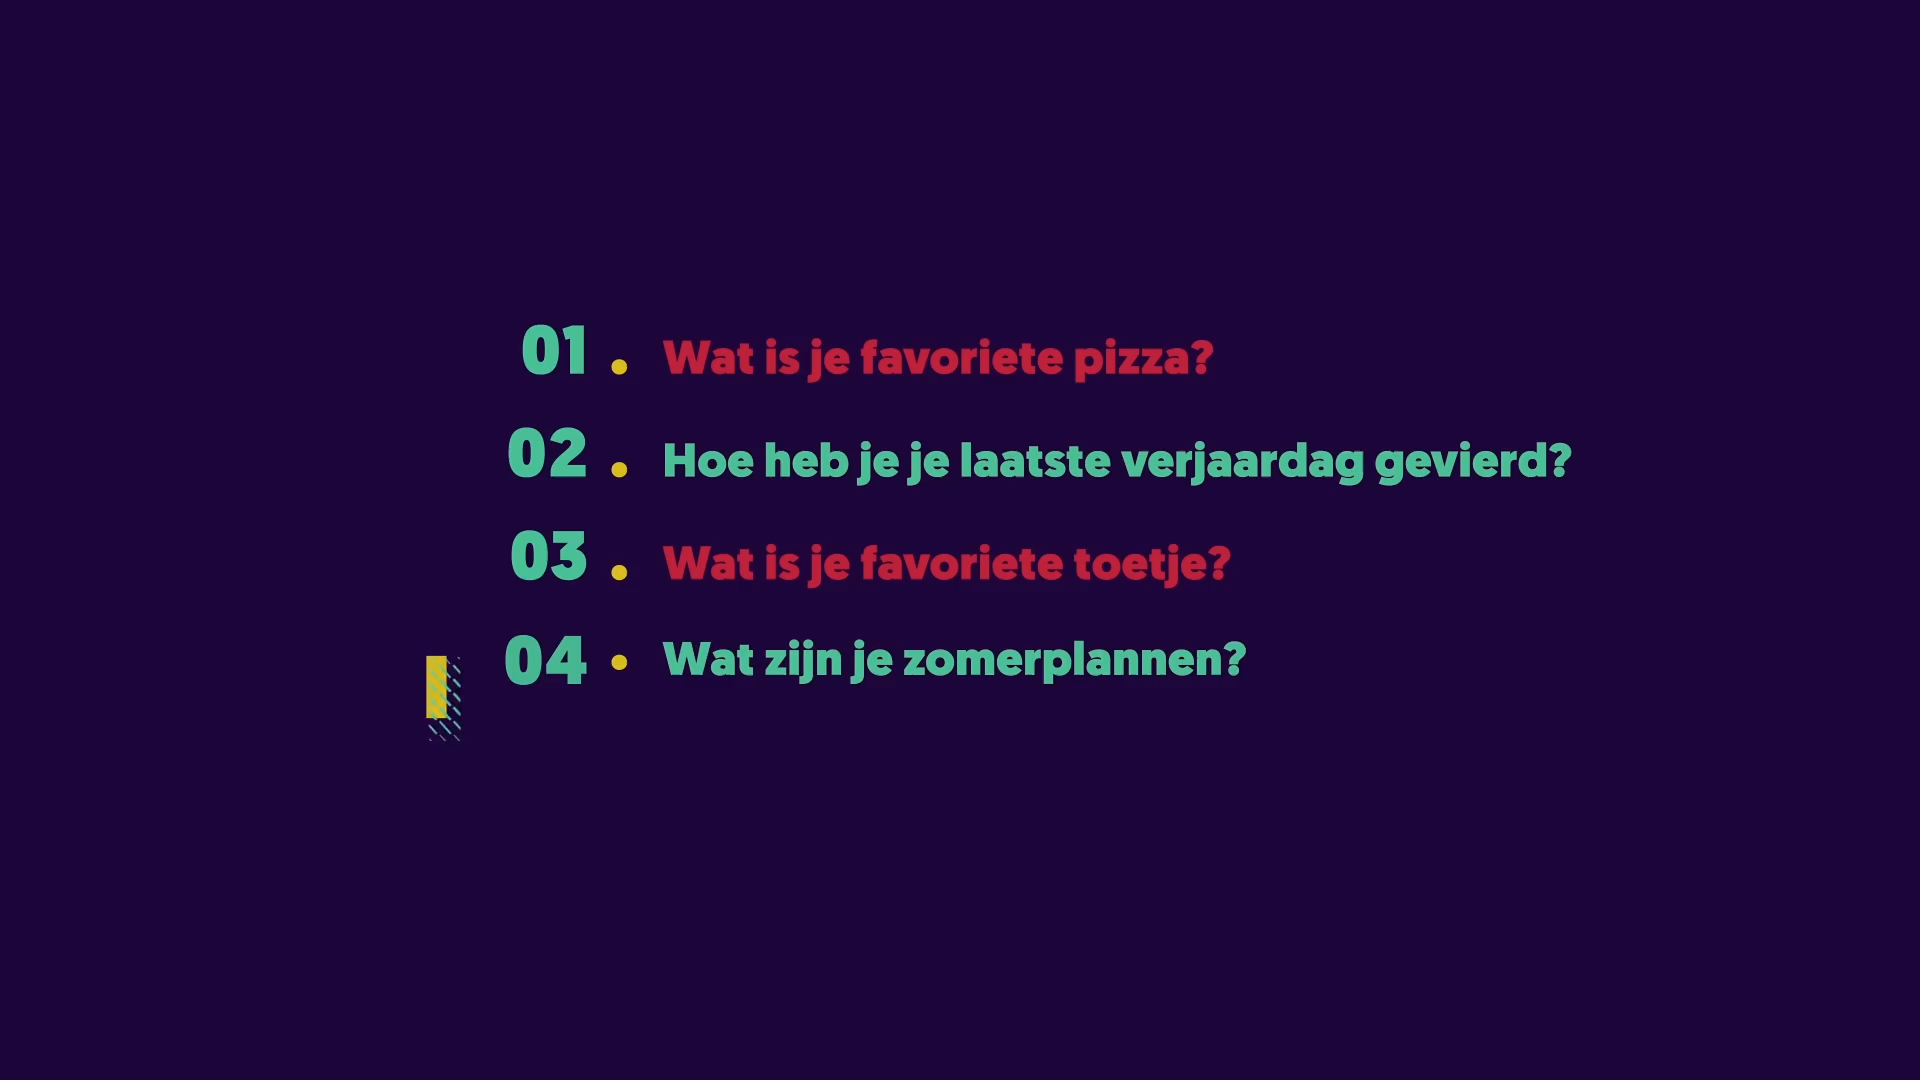 01 . Wat is je favoriete pizza?
02 . Hoe heb je je laatste verjaardag gevierd?
03 . Wat is je favoriete toetje?
04 . Wat zijn je zomerplannen?